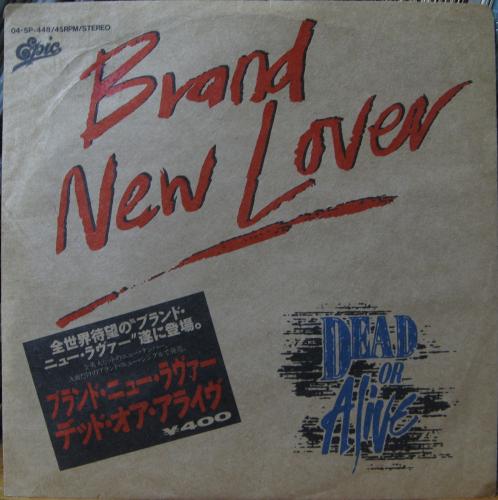 04・5P-448/45RPM/STEREO
Epic
Brand
New Lover
全世界待望の“ブランド・
ニュー・ラヴァー”遂に登場。
ブランド・ニュー・ラヴァー
デッド・オア・アライヴ
¥400
DEAD
OR
Alive